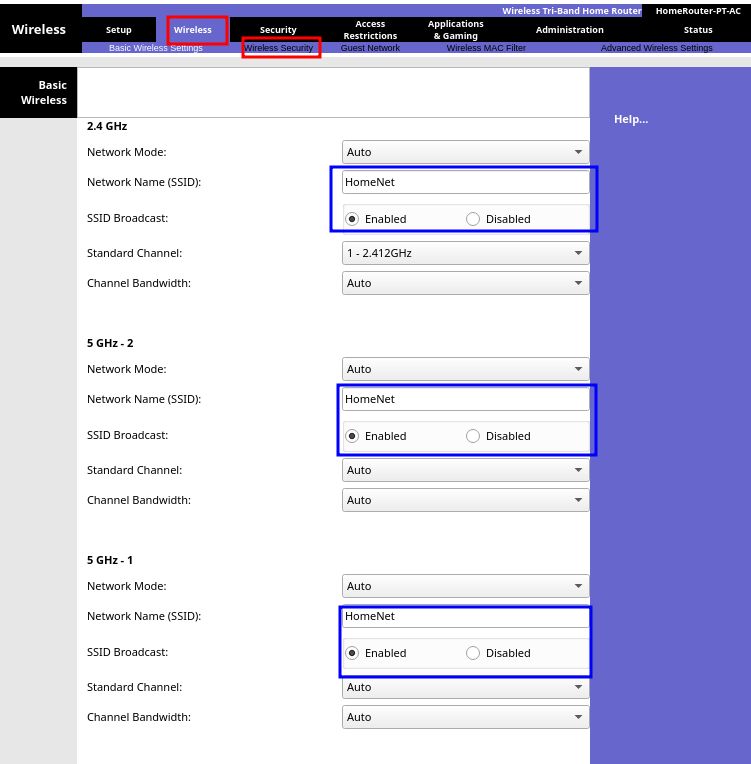 Wireless Tri-Band Home Router HomeRouter-PT-AC
Wireless
Setup Wireless Security Access Restrictions Applications & Gaming Administration Status
Basic Wireless Settings Wireless Security Guest Network Wireless MAC Filter Advanced Wireless Settings
Basic Wireless
Help...
2.4 GHz
Network Mode: Auto
Network Name (SSID): HomeNet
SSID Broadcast: Enabled Disabled
Standard Channel: 1 - 2.412GHz
Channel Bandwidth: Auto
5 GHz - 2
Network Mode: Auto
Network Name (SSID): HomeNet
SSID Broadcast: Enabled Disabled
Standard Channel: Auto
Channel Bandwidth: Auto
5 GHz - 1
Network Mode: Auto
Network Name (SSID): HomeNet
SSID Broadcast: Enabled Disabled
Standard Channel: Auto
Channel Bandwidth: Auto